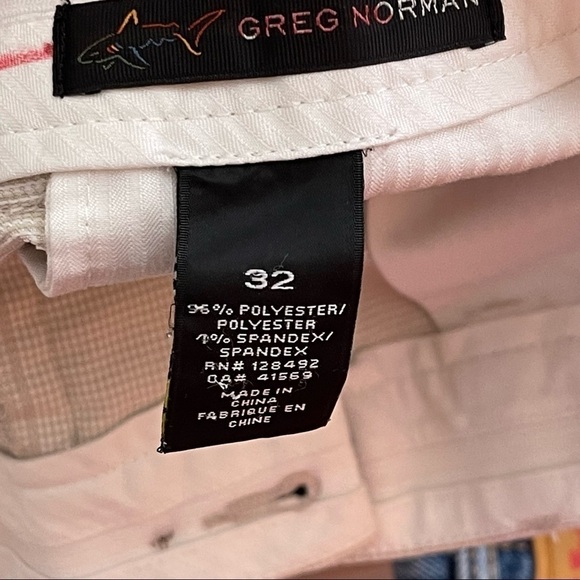 GREG NORMAN
32
96% POLYESTER/
POLYESTER
4% SPANDEX/
SPANDEX
RN# 128492
CA# 41569
MADE IN
CHINA
FABRIQUE EN
CHINE